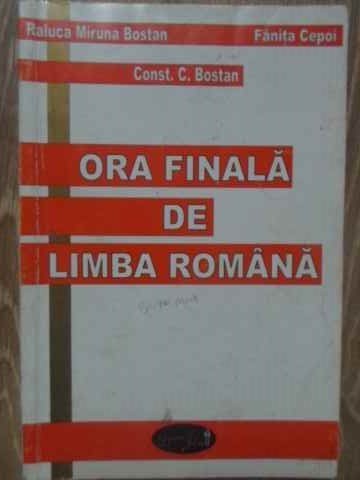 Raluca Miruna Bostan Fănița Cepoi
Const. C. Bostan
ORA FINALĂ
DE
LIMBA ROMÂNĂ